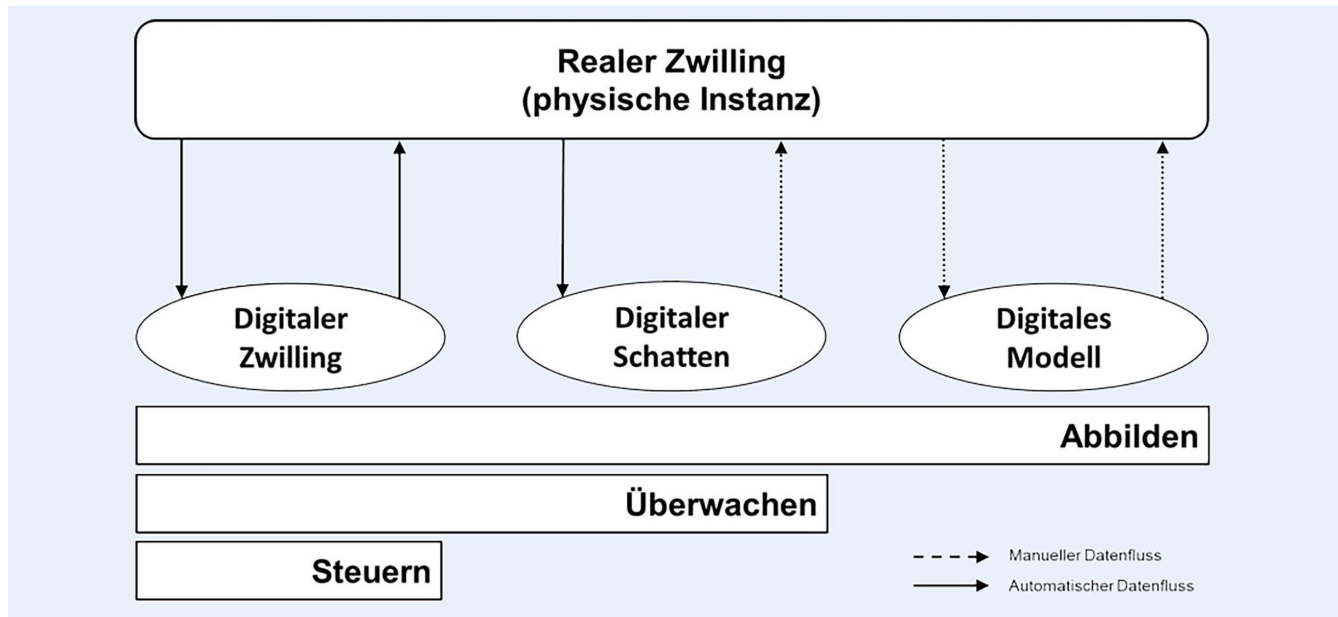 Realer Zwilling
(physische Instanz)
Digitaler
Zwilling
Digitaler
Schatten
Digitales
Modell
Abbilden
Überwachen
Steuern
Manueller Datenfluss
Automatischer Datenfluss